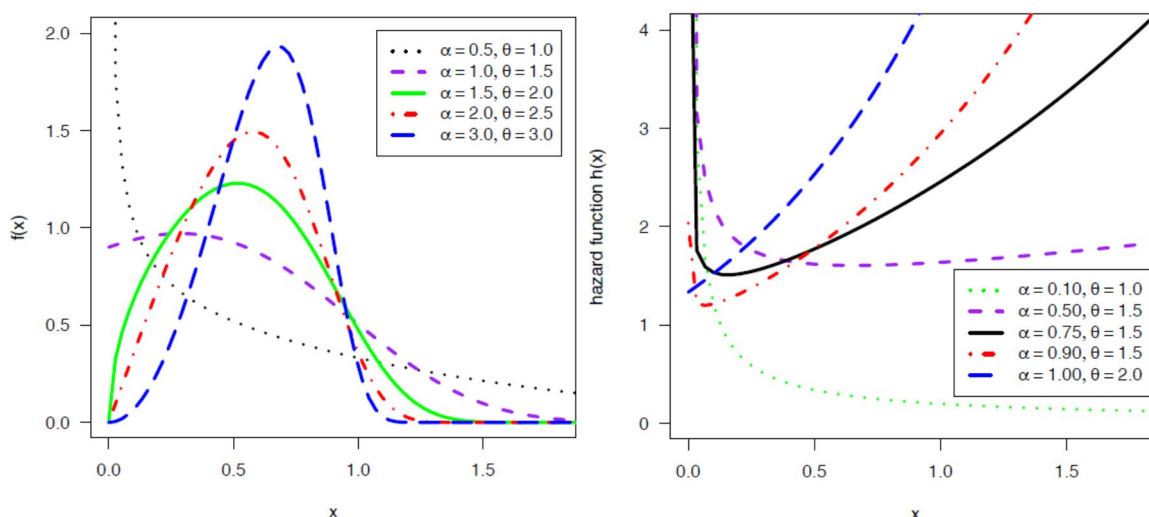 2.0
1.5
1.0
0.5
0.0
f(x)
α = 0.5, θ = 1.0
α = 1.0, θ = 1.5
α = 1.5, θ = 2.0
α = 2.0, θ = 2.5
α = 3.0, θ = 3.0
0.0 0.5 1.0 1.5
x
4
3
2
1
0
hazard function h(x)
α = 0.10, θ = 1.0
α = 0.50, θ = 1.5
α = 0.75, θ = 1.5
α = 0.90, θ = 1.5
α = 1.00, θ = 2.0
0.0 0.5 1.0 1.5
x